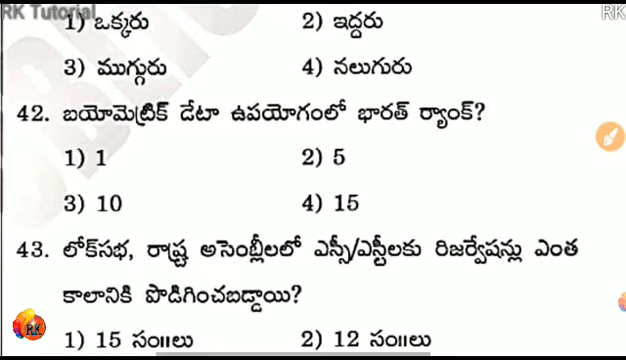 RK Tutorial
RK
1) ఒక్కరు 2) ఇద్దరు
3) ముగ్గురు 4) నలుగురు
42. బయోమెట్రిక్ డేటా ఉపయోగంలో భారత్ ర్యాంక్?
1) 1 2) 5
3) 10 4) 15
43. లోక్‌సభ, రాష్ట్ర అసెంబ్లీలలో ఎస్సీ/ఎస్టీలకు రిజర్వేషన్లు ఎంత
కాలానికి పొడిగించబడ్డాయి?
RK
1) 15 సం॥లు 2) 12 సం॥లు